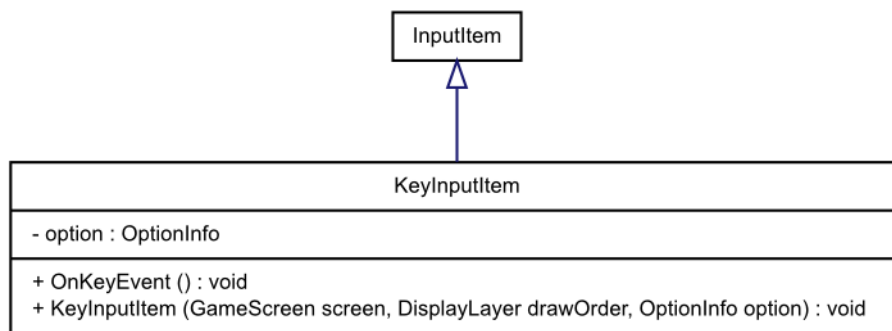 InputItem
KeyInputItem
- option : OptionInfo
+ OnKeyEvent () : void
+ KeyInputItem (GameScreen screen, DisplayLayer drawOrder, OptionInfo option) : void